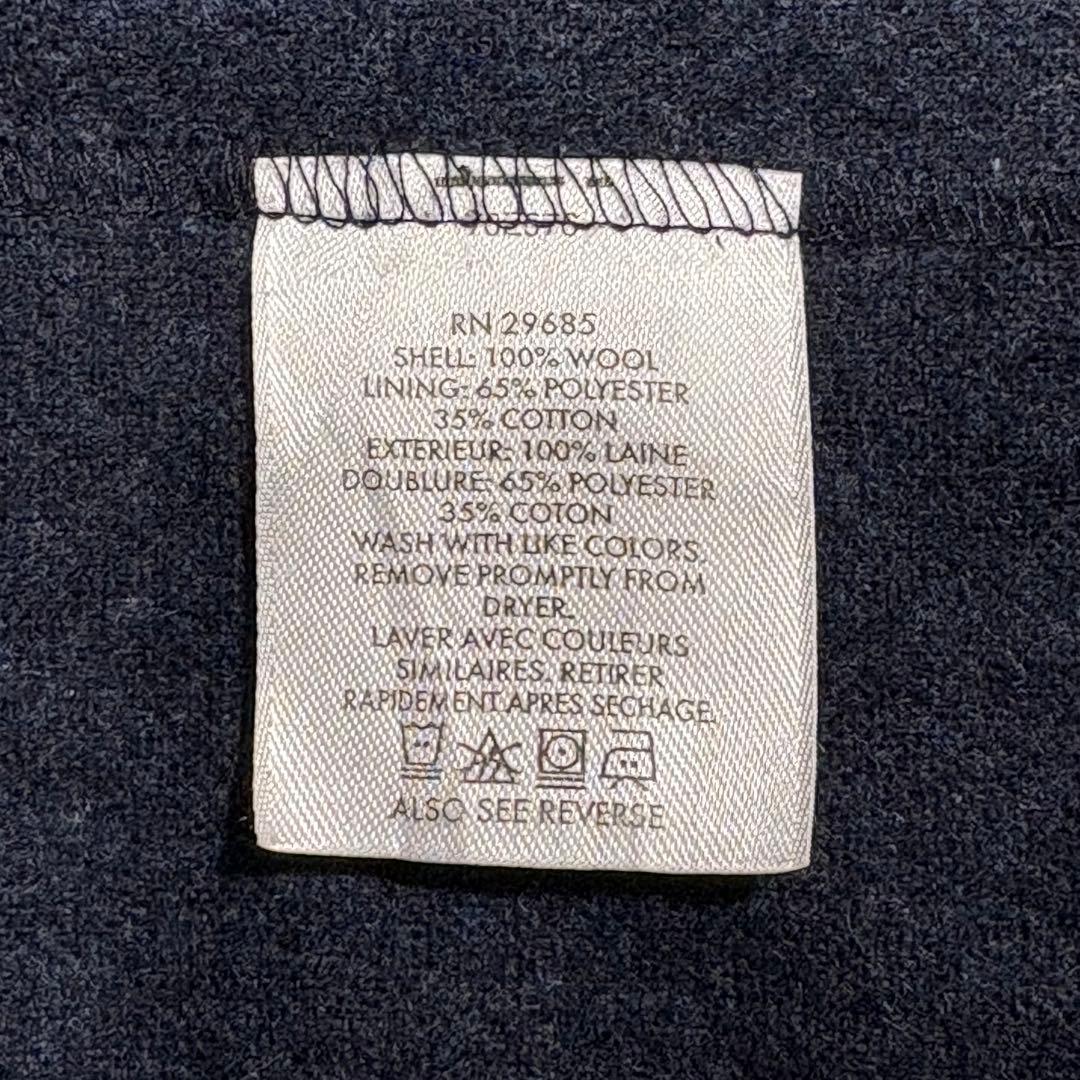 RN 29685
SHELL: 100% WOOL
LINING: 65% POLYESTER
35% COTTON
EXTERIEUR: 100% LAINE
DOUBLURE: 65% POLYESTER
35% COTON
WASH WITH LIKE COLORS.
REMOVE PROMPTLY FROM
DRYER.
LAVER AVEC COULEURS
SIMILAIRES. RETIRER
RAPIDEMENT APRES SECHAGE.
ALSO SEE REVERSE